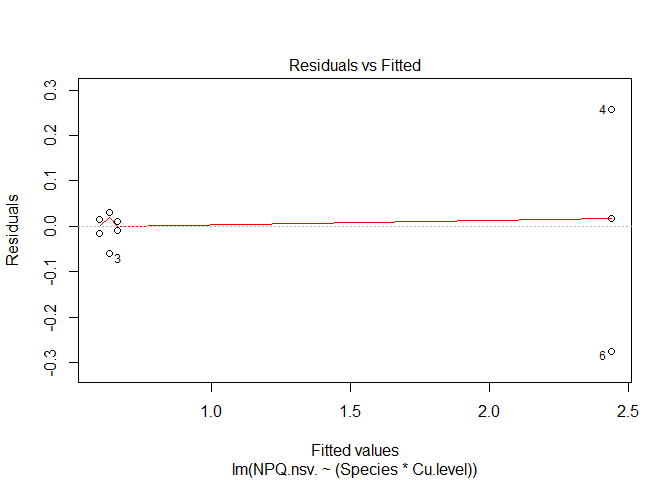 Residuals vs Fitted
0.3
0.2
0.1
0.0
-0.1
-0.2
-0.3
Residuals
4
3
6
1.0 1.5 2.0 2.5
Fitted values
lm(NPQ.nsv. ~ (Species * Cu.level))